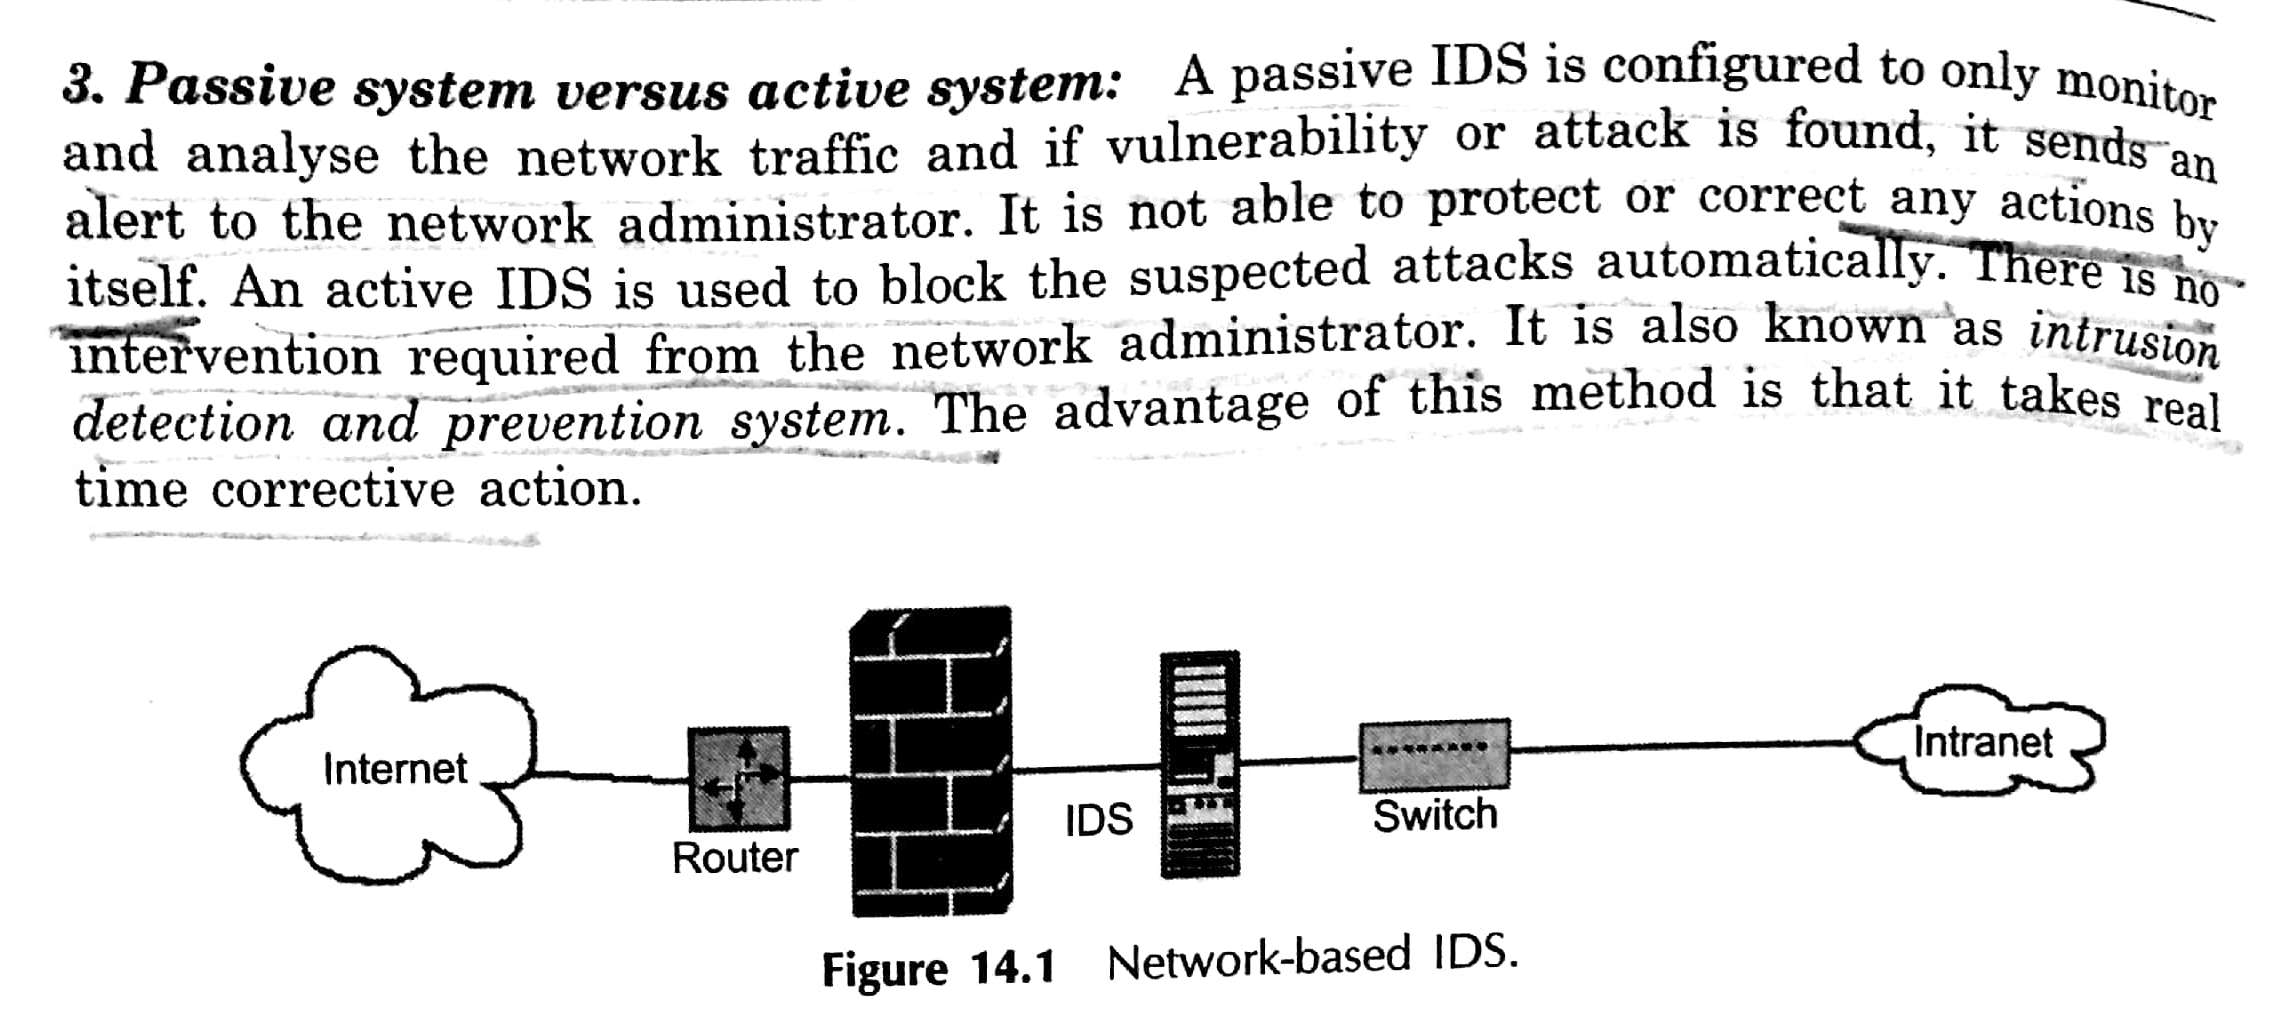 3. Passive system versus active system: A passive IDS is configured to only monitor
and analyse the network traffic and if vulnerability or attack is found, it sends an
alert to the network administrator. It is not able to protect or correct any actions by
itself. An active IDS is used to block the suspected attacks automatically. There is no
intervention required from the network administrator. It is also known as intrusion
detection and prevention system. The advantage of this method is that it takes real
time corrective action.
Internet
Router
IDS
Switch
Intranet
Figure 14.1 Network-based IDS.